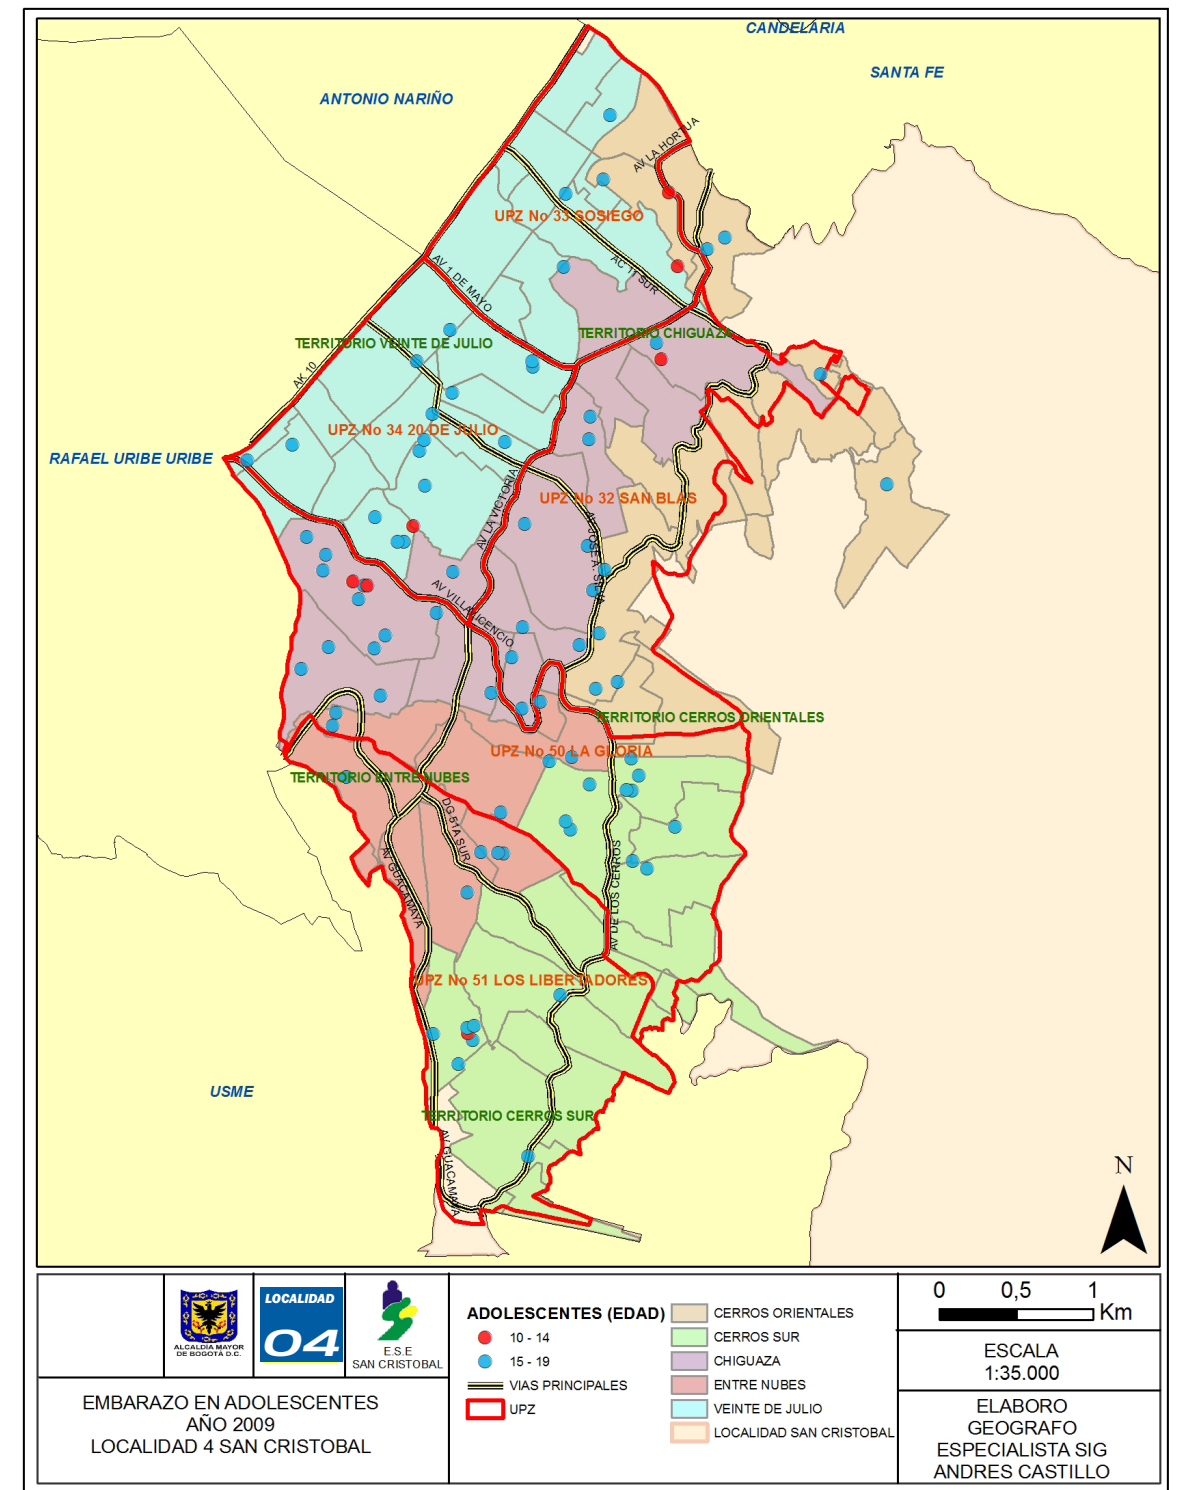 CANDELARIA
SANTA FE
ANTONIO NARIÑO
AV LA HORTUA
UPZ No 33 SOSIEGO
AV 1 DE MAYO
AC 11 SUR
TERRITORIO CHIGUAZA
TERRITORIO VEINTE DE JULIO
AK 10
UPZ No 34 20 DE JULIO
RAFAEL URIBE URIBE
UPZ No 32 SAN BLAS
AV LA VICTORIA
AV JOSE A. SILVA
AV VILLAVICENCIO
TERRITORIO CERROS ORIENTALES
UPZ No 50 LA GLORIA
TERRITORIO ENTRE NUBES
DG 51A SUR
AV GUACAMAYA
AV DE LOS CERROS
UPZ No 51 LOS LIBERTADORES
USME
TERRITORIO CERROS SUR
AV GUACAMAYA
N
ALCALDIA MAYOR
DE BOGOTÁ D.C.
LOCALIDAD
04
E.S.E
SAN CRISTOBAL
EMBARAZO EN ADOLESCENTES
AÑO 2009
LOCALIDAD 4 SAN CRISTOBAL
ADOLESCENTES (EDAD)
10 - 14
15 - 19
VIAS PRINCIPALES
UPZ
CERROS ORIENTALES
CERROS SUR
CHIGUAZA
ENTRE NUBES
VEINTE DE JULIO
LOCALIDAD SAN CRISTOBAL
0 0,5 1
Km
ESCALA
1:35.000
ELABORO
GEOGRAFO
ESPECIALISTA SIG
ANDRES CASTILLO